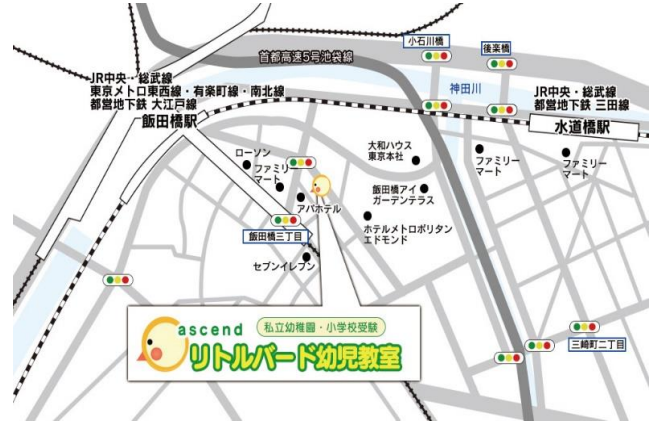 小石川橋
後楽橋
首都高速5号池袋線
JR中央・総武線
東京メトロ東西線・有楽町線・南北線
都営地下鉄 大江戸線
飯田橋駅
神田川
JR中央・総武線
都営地下鉄 三田線
水道橋駅
ローソン
ファミリー
マート
アパホテル
大和ハウス
東京本社
飯田橋アイ
ガーデンテラス
ホテルメトロポリタン
エドモンド
ファミリー
マート
ファミリー
マート
飯田橋三丁目
セブンイレブン
三崎町二丁目
ascend
私立幼稚園・小学校受験
リトルバード幼児教室